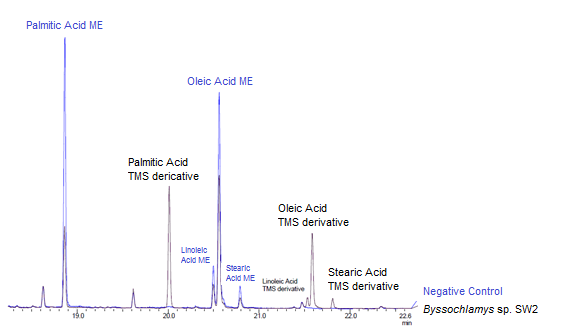 Palmitic Acid ME
Oleic Acid ME
Palmitic Acid
TMS dericative
Oleic Acid
TMS derivative
Linoleic
Acid ME
Stearic
Acid ME
Linoleic Acid
TMS derivative
Stearic Acid
TMS derivative
Negative Control
Byssochlamys sp. SW2
19.0
20.0
21.0
22.0
22.6
min